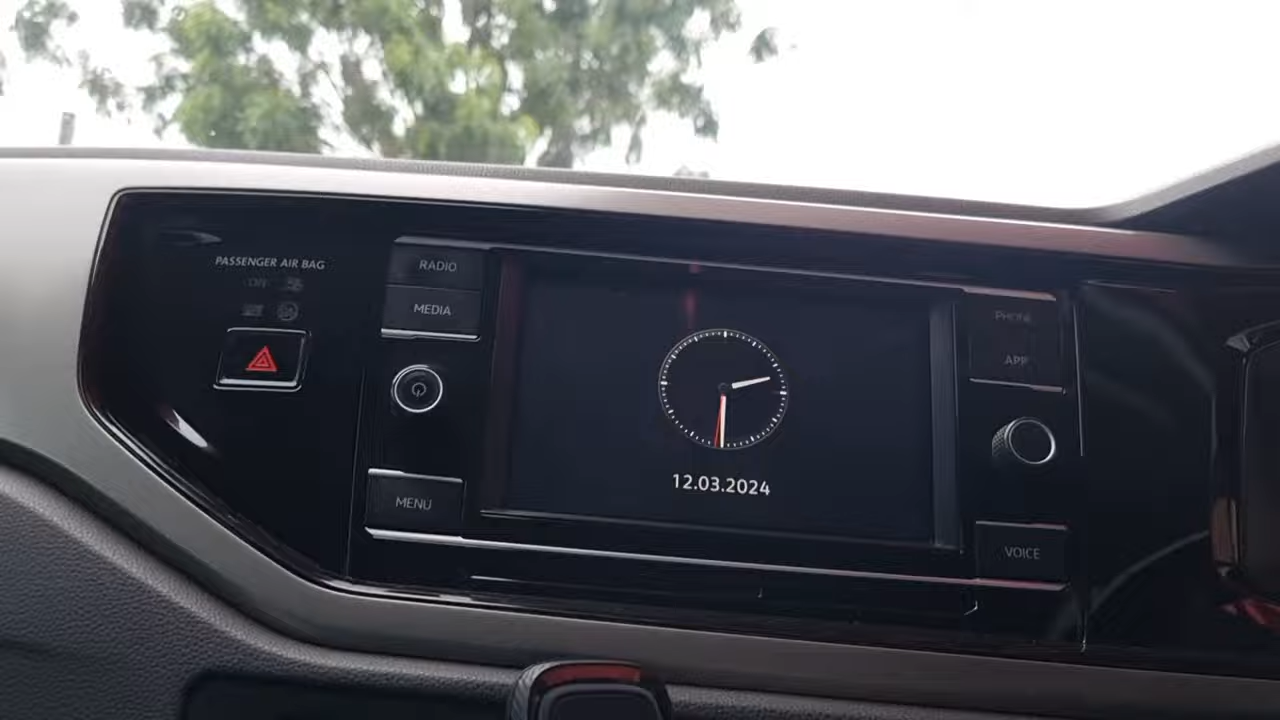 PASSENGER AIR BAG
RADIO
MEDIA
MENU
12.03.2024
PHONE
APP
VOICE